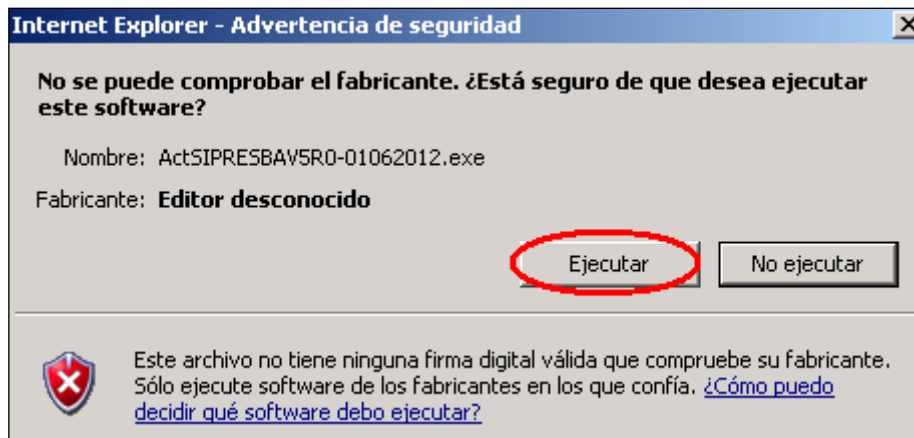 Internet Explorer - Advertencia de seguridad
No se puede comprobar el fabricante. ¿Está seguro de que desea ejecutar
este software?
Nombre: ActSIPRESBAV5R0-01062012.exe
Fabricante: Editor desconocido
Ejecutar No ejecutar
Este archivo no tiene ninguna firma digital válida que compruebe su fabricante.
Sólo ejecute software de los fabricantes en los que confía. ¿Cómo puedo
decidir qué software debo ejecutar?